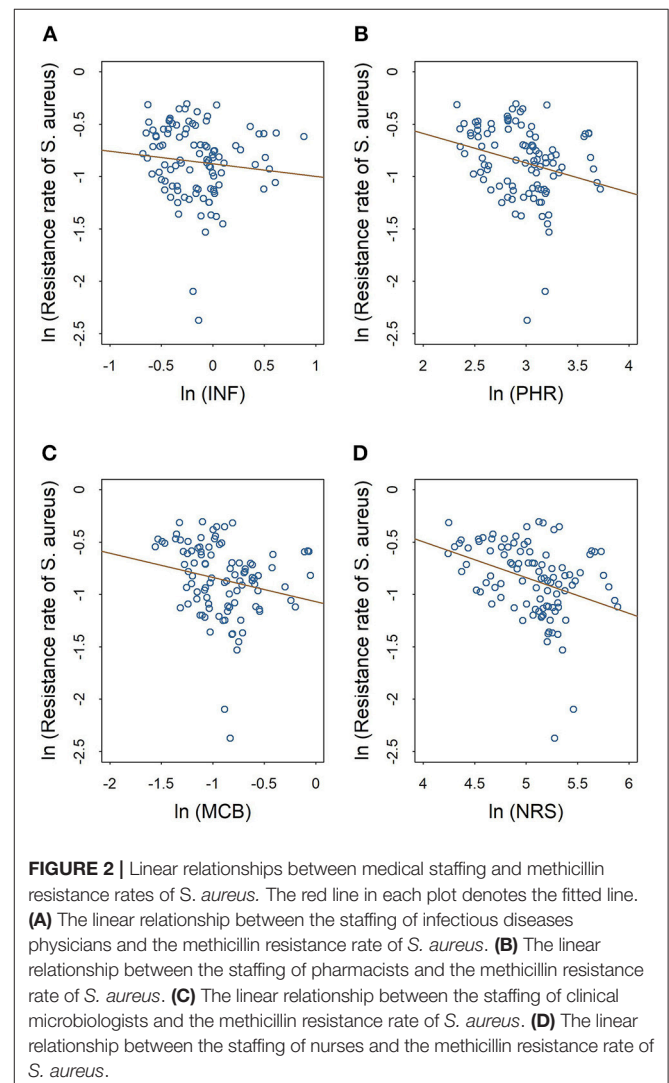 A
B
0
-0.5
-1
-1.5
-2
-2.5
ln (Resistance rate of S. aureus)
-1
-0.5
0
0.5
1
ln (INF)
0
-0.5
-1
-1.5
-2
-2.5
ln (Resistance rate of S. aureus)
2
2.5
3
3.5
4
ln (PHR)
C
D
0
-0.5
-1
-1.5
-2
-2.5
ln (Resistance rate of S. aureus)
-2
-1.5
-1
-0.5
0
ln (MCB)
0
-0.5
-1
-1.5
-2
-2.5
ln (Resistance rate of S. aureus)
4
4.5
5
5.5
6
ln (NRS)
FIGURE 2 | Linear relationships between medical staffing and methicillin
resistance rates of S. aureus. The red line in each plot denotes the fitted line.
(A) The linear relationship between the staffing of infectious diseases
physicians and the methicillin resistance rate of S. aureus. (B) The linear
relationship between the staffing of pharmacists and the methicillin resistance
rate of S. aureus. (C) The linear relationship between the staffing of clinical
microbiologists and the methicillin resistance rate of S. aureus. (D) The linear
relationship between the staffing of nurses and the methicillin resistance rate of
S. aureus.